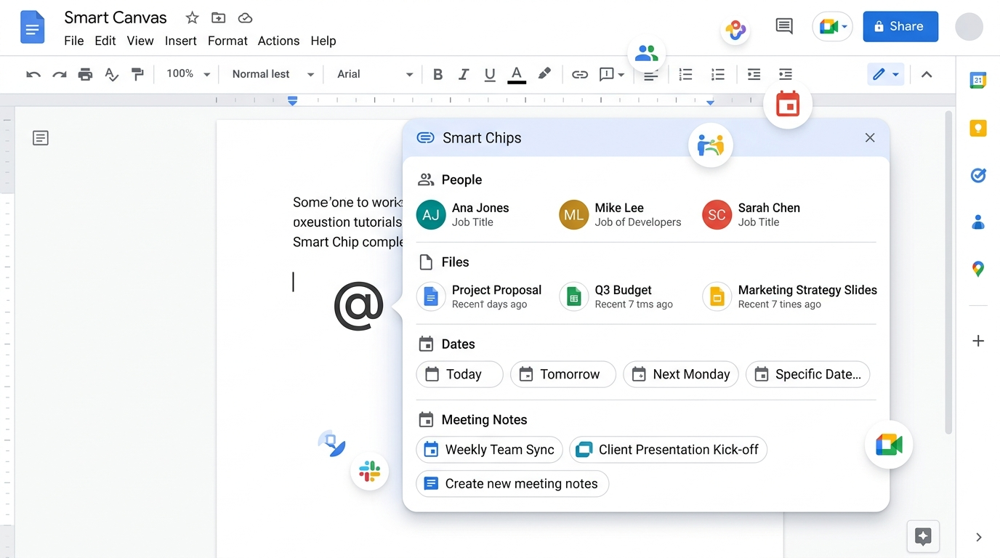 Smart Canvas
File Edit View Insert Format Actions Help
Share
100% Normal lest Arial B I U A
21
Smart Chips
People
AJ Ana Jones
Job Title
ML Mike Lee
Job of Developers
SC Sarah Chen
Job Title
Some'one to works
oxeustion tutorials
Smart Chip comple
@
Files
Project Proposal
Recent days ago
Q3 Budget
Recent 7 tms ago
Marketing Strategy Slides
Recent 7 tines ago
Dates
Today Tomorrow Next Monday Specific Date...
Meeting Notes
Weekly Team Sync Client Presentation Kick-off
Create new meeting notes